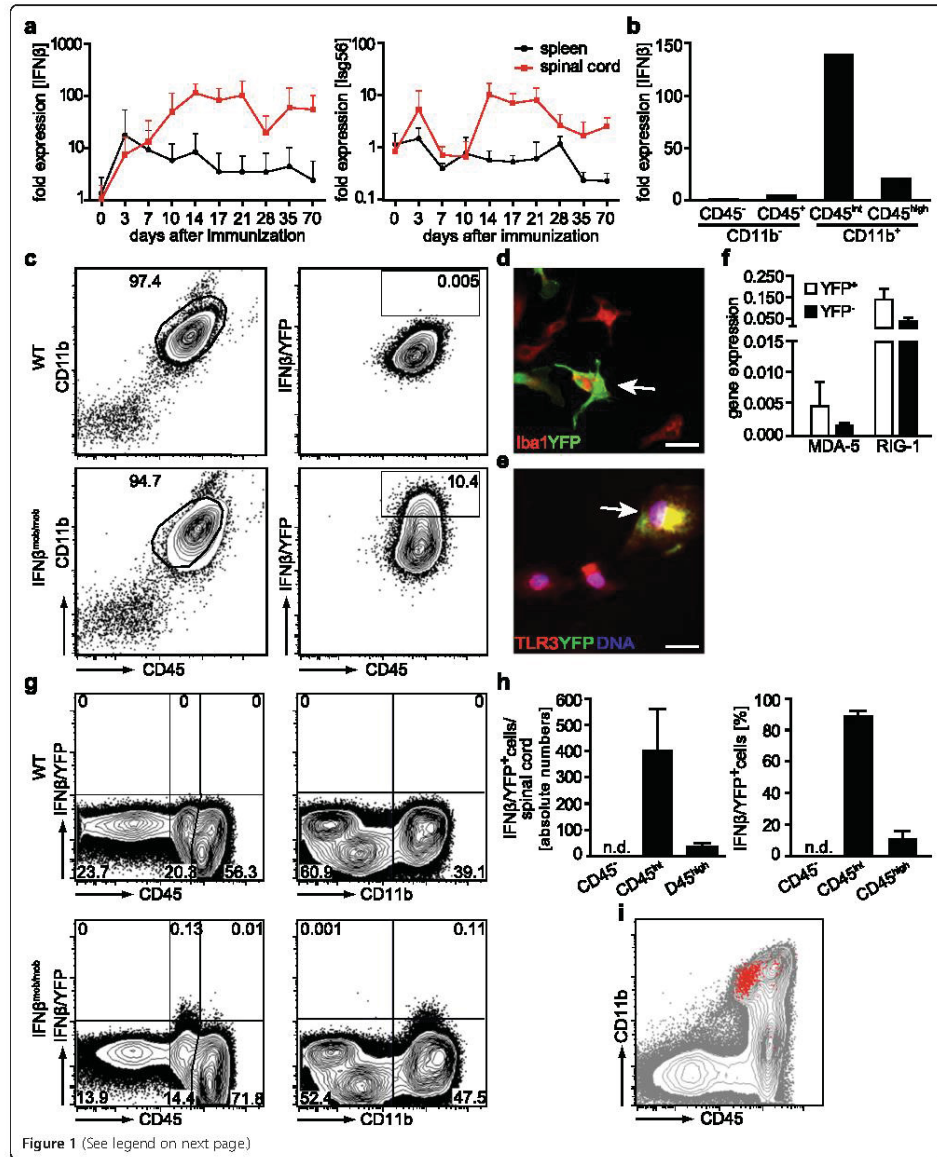 a
fold expression [IFNβ]
1000
100
10
1
0 3 7 10 14 17 21 28 35 70
days after immunization
fold expression [Isg56]
100
10
1
0.1
spleen
spinal cord
0 3 7 10 14 17 21 28 35 70
days after immunization
b
fold expression [IFNβ]
150
100
50
0
CD45⁻ CD45⁺ CD45ⁱⁿᵗ CD45ʰⁱᵍʰ
CD11b⁻ CD11b⁺
c
97.4
WT
CD11b
0.005
IFNβ/YFP
94.7
IFNβᵐᵒᵇ/ᵐᵒᵇ
CD11b
10.4
IFNβ/YFP
CD45
CD45
d
Iba1YFP
e
TLR3YFPDNA
f
gene expression
0.250
0.150
0.050
0.015
0.010
0.005
0.000
YFP⁺
YFP⁻
MDA-5 RIG-1
g
WT
IFNβ/YFP
0 0 0
23.7 20.3 56.3
CD45
0 0
60.9 39.1
CD11b
IFNβᵐᵒᵇ/ᵐᵒᵇ
IFNβ/YFP
0 0.13 0.01
13.9 14.4 71.8
CD45
0.001 0.11
52.4 47.5
CD11b
h
IFNβ/YFP⁺cells/
spinal cord
[absolute numbers]
600
500
400
300
200
100
0
n.d.
CD45⁻ CD45ⁱⁿᵗ D45ʰⁱᵍʰ
IFNβ/YFP⁺cells [%]
100
80
60
40
20
0
n.d.
CD45⁻ CD45ⁱⁿᵗ CD45ʰⁱᵍʰ
i
CD11b
CD45
Figure 1 (See legend on next page.)